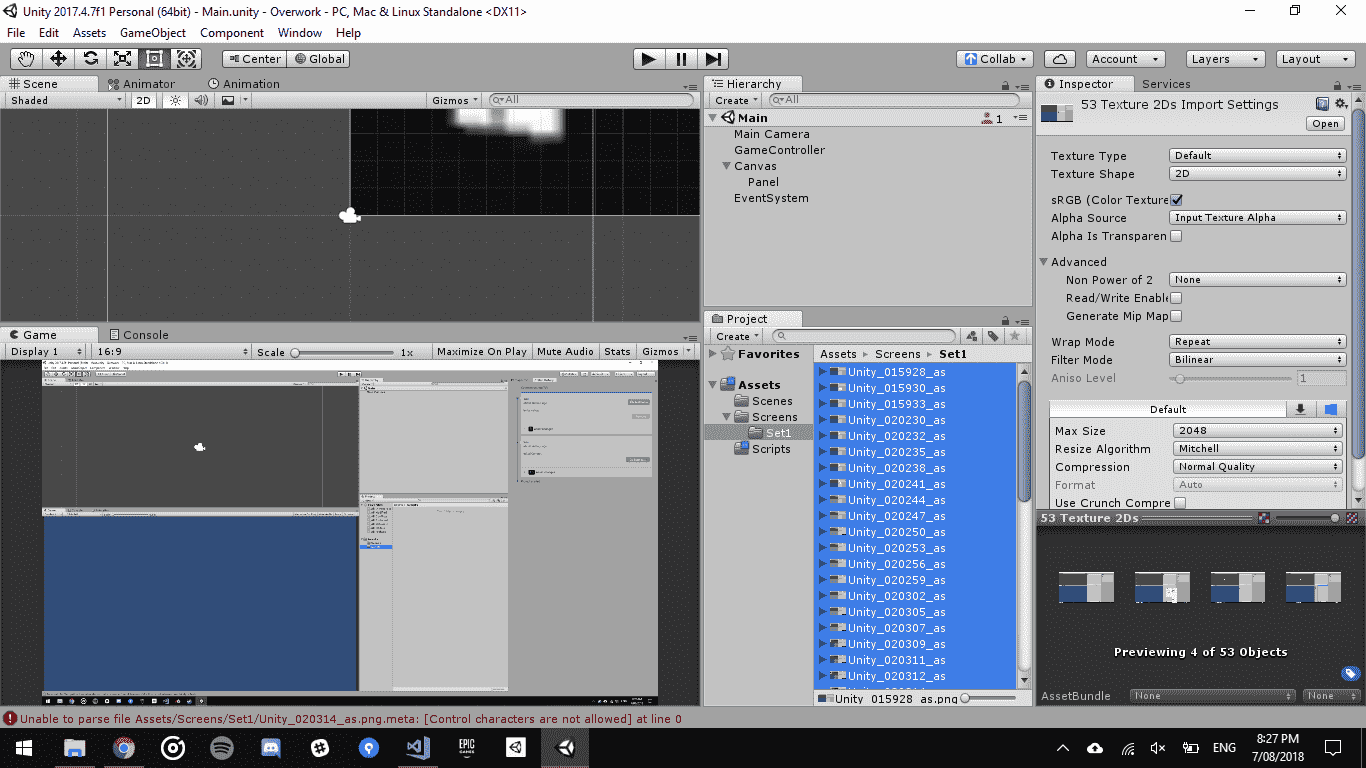 Unity 2017.4.7f1 Personal (64bit) - Main.unity - Overwork - PC, Mac & Linux Standalone <DX11>
File Edit Assets GameObject Component Window Help
Center Global
Collab Account Layers Layout
Scene Animator Animation
Shaded 2D Gizmos All
Hierarchy
Create All
Main 1
Main Camera
GameController
Canvas
Panel
EventSystem
Inspector Services
53 Texture 2Ds Import Settings
Open
Texture Type Default
Texture Shape 2D
sRGB (Color Texture
Alpha Source Input Texture Alpha
Alpha Is Transparen
Advanced
Non Power of 2 None
Read/Write Enable
Generate Mip Map
Wrap Mode Repeat
Filter Mode Bilinear
Aniso Level 1
Default
Max Size 2048
Resize Algorithm Mitchell
Compression Normal Quality
Format Auto
Use Crunch Compre
53 Texture 2Ds
Previewing 4 of 53 Objects
AssetBundle None None
Game Console
Display 1 16:9 Scale 1x Maximize On Play Mute Audio Stats Gizmos
Project
Create
Favorites
Assets
Scenes
Screens
Set1
Scripts
Assets Screens Set1
Unity_015928_as
Unity_015930_as
Unity_015933_as
Unity_020230_as
Unity_020232_as
Unity_020235_as
Unity_020238_as
Unity_020241_as
Unity_020244_as
Unity_020247_as
Unity_020250_as
Unity_020253_as
Unity_020256_as
Unity_020259_as
Unity_020302_as
Unity_020305_as
Unity_020307_as
Unity_020309_as
Unity_020311_as
Unity_020312_as
Unity_015928_as.png
Unable to parse file Assets/Screens/Set1/Unity_020314_as.png.meta: [Control characters are not allowed] at line 0
EPIC GAMES
ENG
8:27 PM
7/08/2018